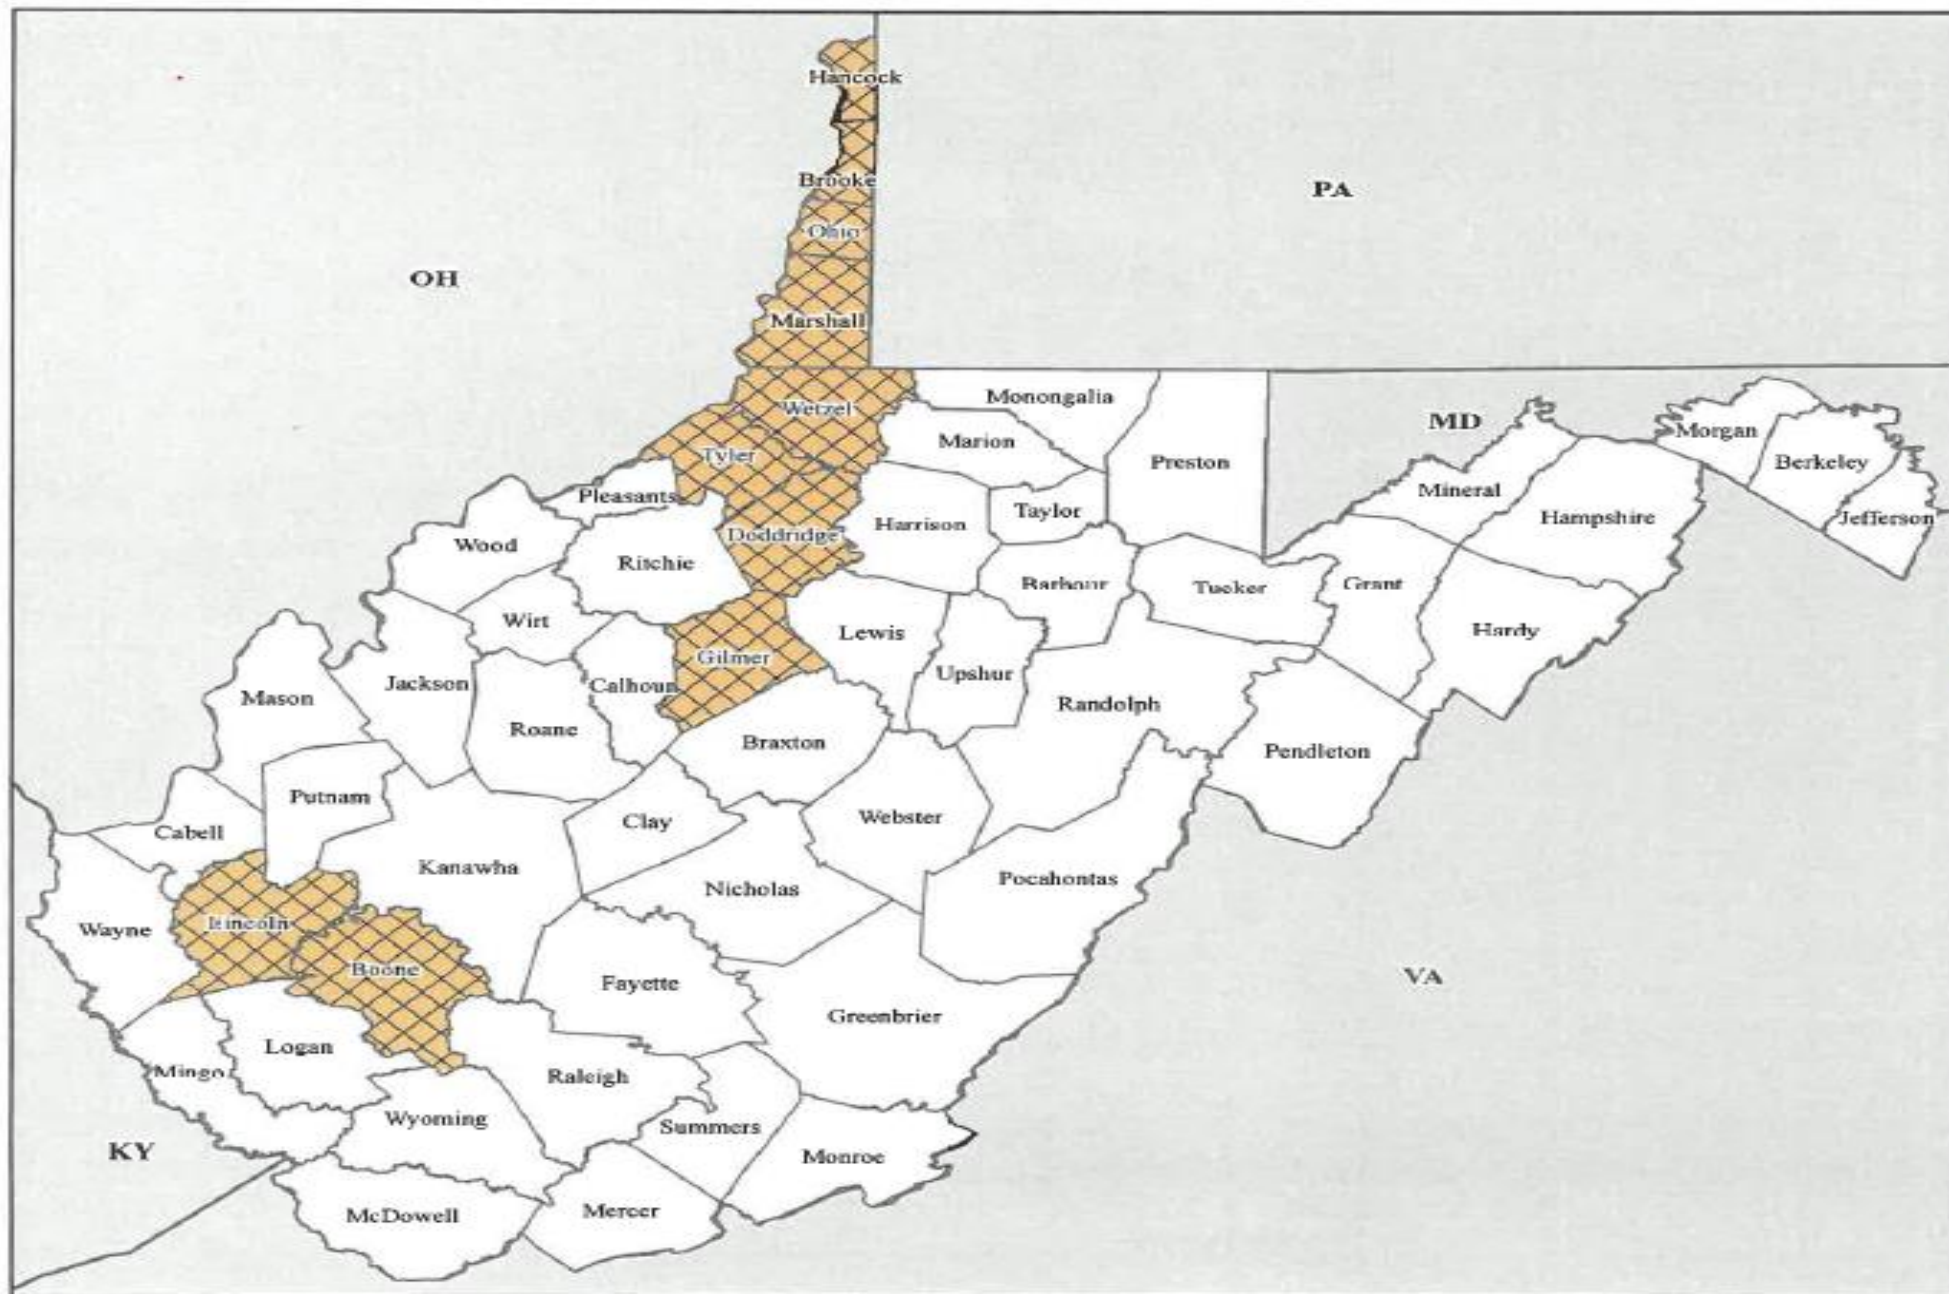 Hancock
Brooke
PA
Ohio
OH
Marshall
Monongalia
Wetzel
MD
Morgan
Marion
Tyler
Preston
Berkeley
Mineral
Pleasants
Taylor
Hampshire
Jefferson
Harrison
Doddridge
Wood
Ritchie
Barbour
Tucker
Grant
Wirt
Lewis
Hardy
Gilmer
Upshur
Jackson
Calhoun
Mason
Randolph
Roane
Braxton
Pendleton
Putnam
Webster
Clay
Cabell
Kanawha
Pocahontas
Nicholas
Lincoln
Wayne
Boone
VA
Fayette
Greenbrier
Logan
Mingo
Raleigh
Wyoming
Summers
KY
Monroe
Mercer
McDowell